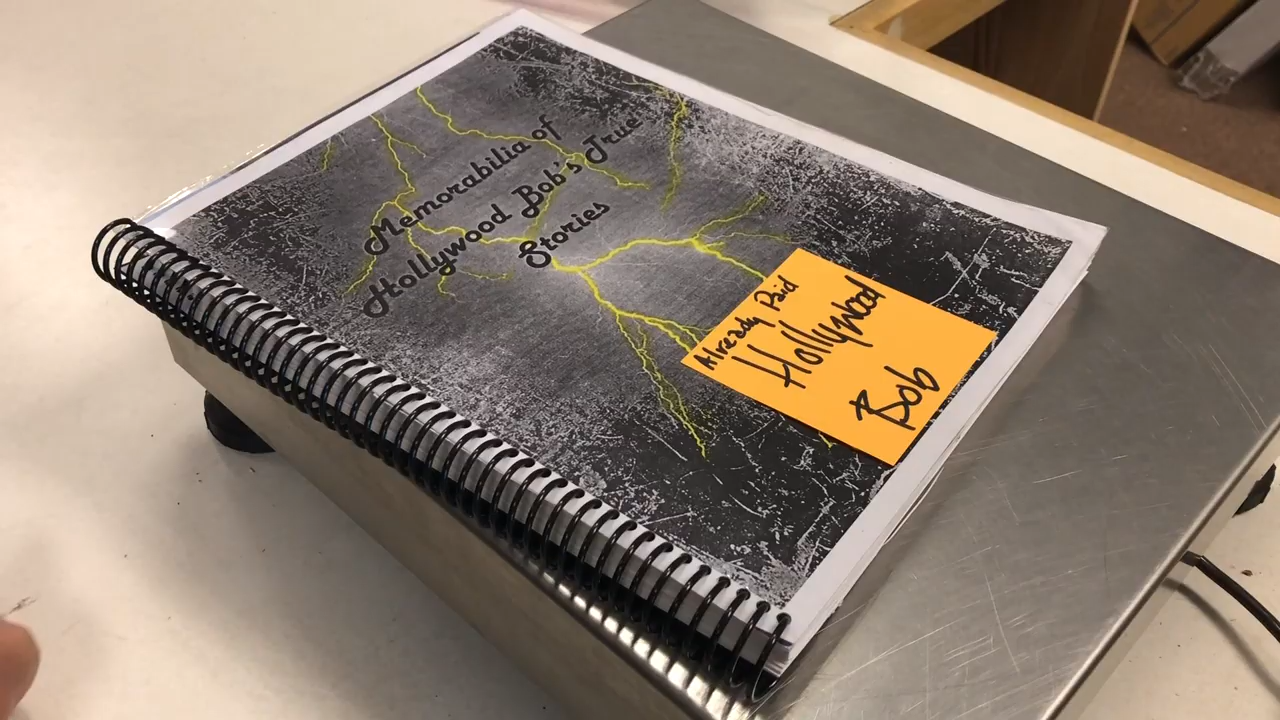 Memorabilia of
Hollywood Bob's True
Stories
Already Paid
Hollywood
Bob